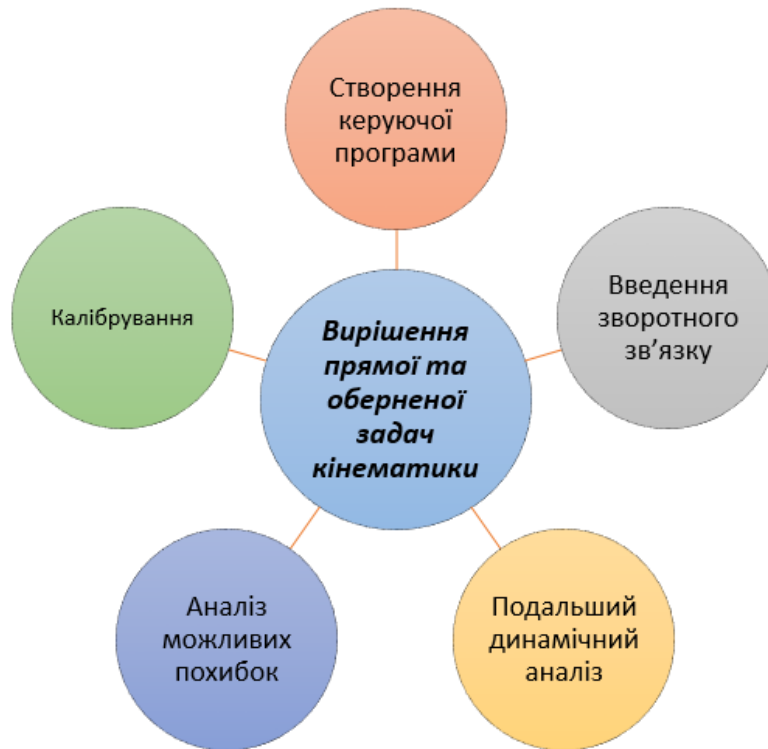 Створення
керуючої
програми
Калібрування
Введення
зворотного
зв’язку
Вирішення
прямої та
оберненої
задач
кінематики
Аналіз
можливих
похибок
Подальший
динамічний
аналіз